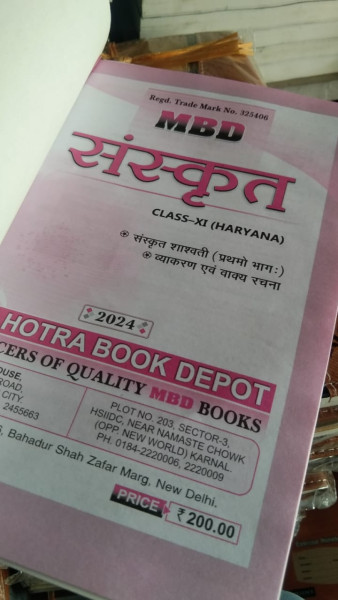 Regd. Trade Mark No. 325406
MBD
संस्कृत
CLASS–XI (HARYANA)
संस्कृत शाश्वती (प्रथमो भागः)
व्याकरण एवं वाक्य रचना
2024
HOTRA BOOK DEPOT
CERS OF QUALITY MBD BOOKS
OUSE,
ROAD,
CITY.
2455663
PLOT NO. 203, SECTOR-3,
HSIIDC, NEAR NAMASTE CHOWK
(OPP. NEW WORLD) KARNAL
PH. 0184-2220006, 2220009
Bahadur Shah Zafar Marg, New Delhi.
PRICE ₹ 200.00